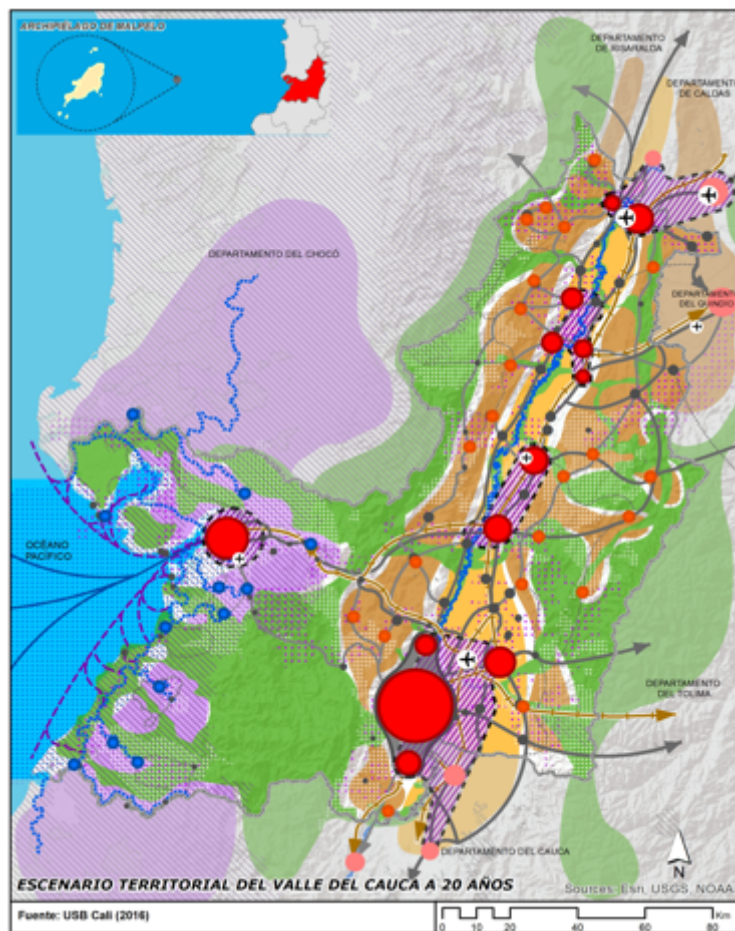 ARCHIPIÉLAGO DE MALPELO
DEPARTAMENTO
DE RISARALDA
DEPARTAMENTO
DE CALDAS
DEPARTAMENTO DEL CHOCÓ
DEPARTAMENTO
DEL QUINDIO
OCÉANO
PACÍFICO
DEPARTAMENTO
DEL TOLIMA
DEPARTAMENTO DEL CAUCA
N
ESCENARIO TERRITORIAL DEL VALLE DEL CAUCA A 20 AÑOS
Sources: Esri, USGS, NOAA
Fuente: USB Cali (2016)
Km
0 10 20 40 60 80